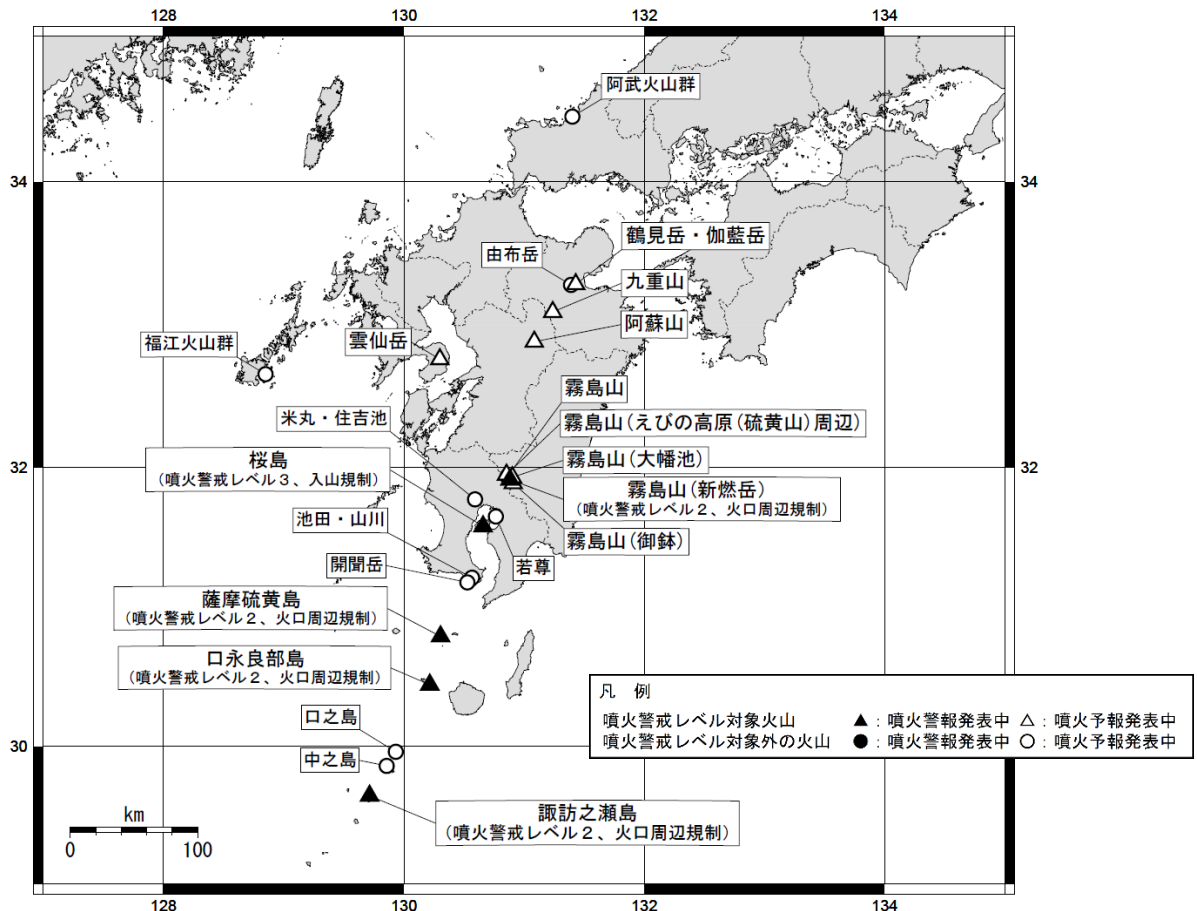 128
130
132
134
阿武火山群
34
34
鶴見岳・伽藍岳
由布岳
九重山
阿蘇山
福江火山群
雲仙岳
霧島山
米丸・住吉池
霧島山(えびの高原(硫黄山)周辺)
桜島
(噴火警戒レベル3、入山規制)
霧島山(大幡池)
32
32
霧島山(新燃岳)
(噴火警戒レベル2、火口周辺規制)
池田・山川
霧島山(御鉢)
開聞岳
若尊
薩摩硫黄島
(噴火警戒レベル2、火口周辺規制)
口永良部島
(噴火警戒レベル2、火口周辺規制)
凡 例
噴火警戒レベル対象火山 ▲:噴火警報発表中 △:噴火予報発表中
噴火警戒レベル対象外の火山 ●:噴火警報発表中 ○:噴火予報発表中
口之島
30
中之島
諏訪之瀬島
(噴火警戒レベル2、火口周辺規制)
km
0 100
128
130
132
134